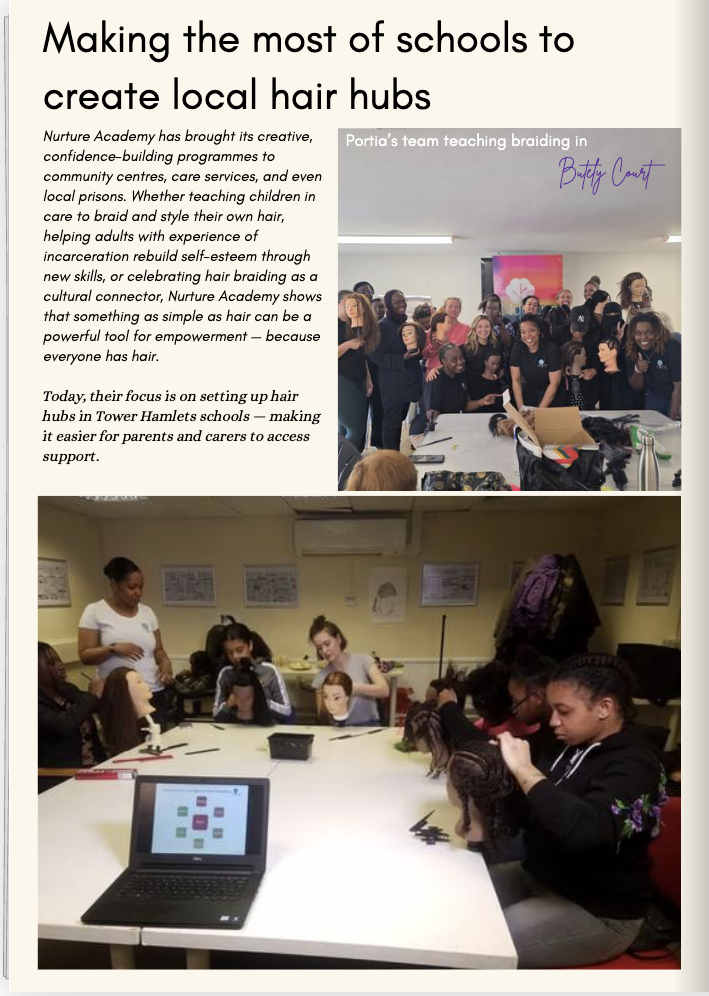 Making the most of schools to
create local hair hubs
Nurture Academy has brought its creative,
confidence-building programmes to
community centres, care services, and even
local prisons. Whether teaching children in
care to braid and style their own hair,
helping adults with experience of
incarceration rebuild self-esteem through
new skills, or celebrating hair braiding as a
cultural connector, Nurture Academy shows
that something as simple as hair can be a
powerful tool for empowerment — because
everyone has hair.
Today, their focus is on setting up hair
hubs in Tower Hamlets schools — making
it easier for parents and carers to access
support.
Portia's team teaching braiding in
Butely Court